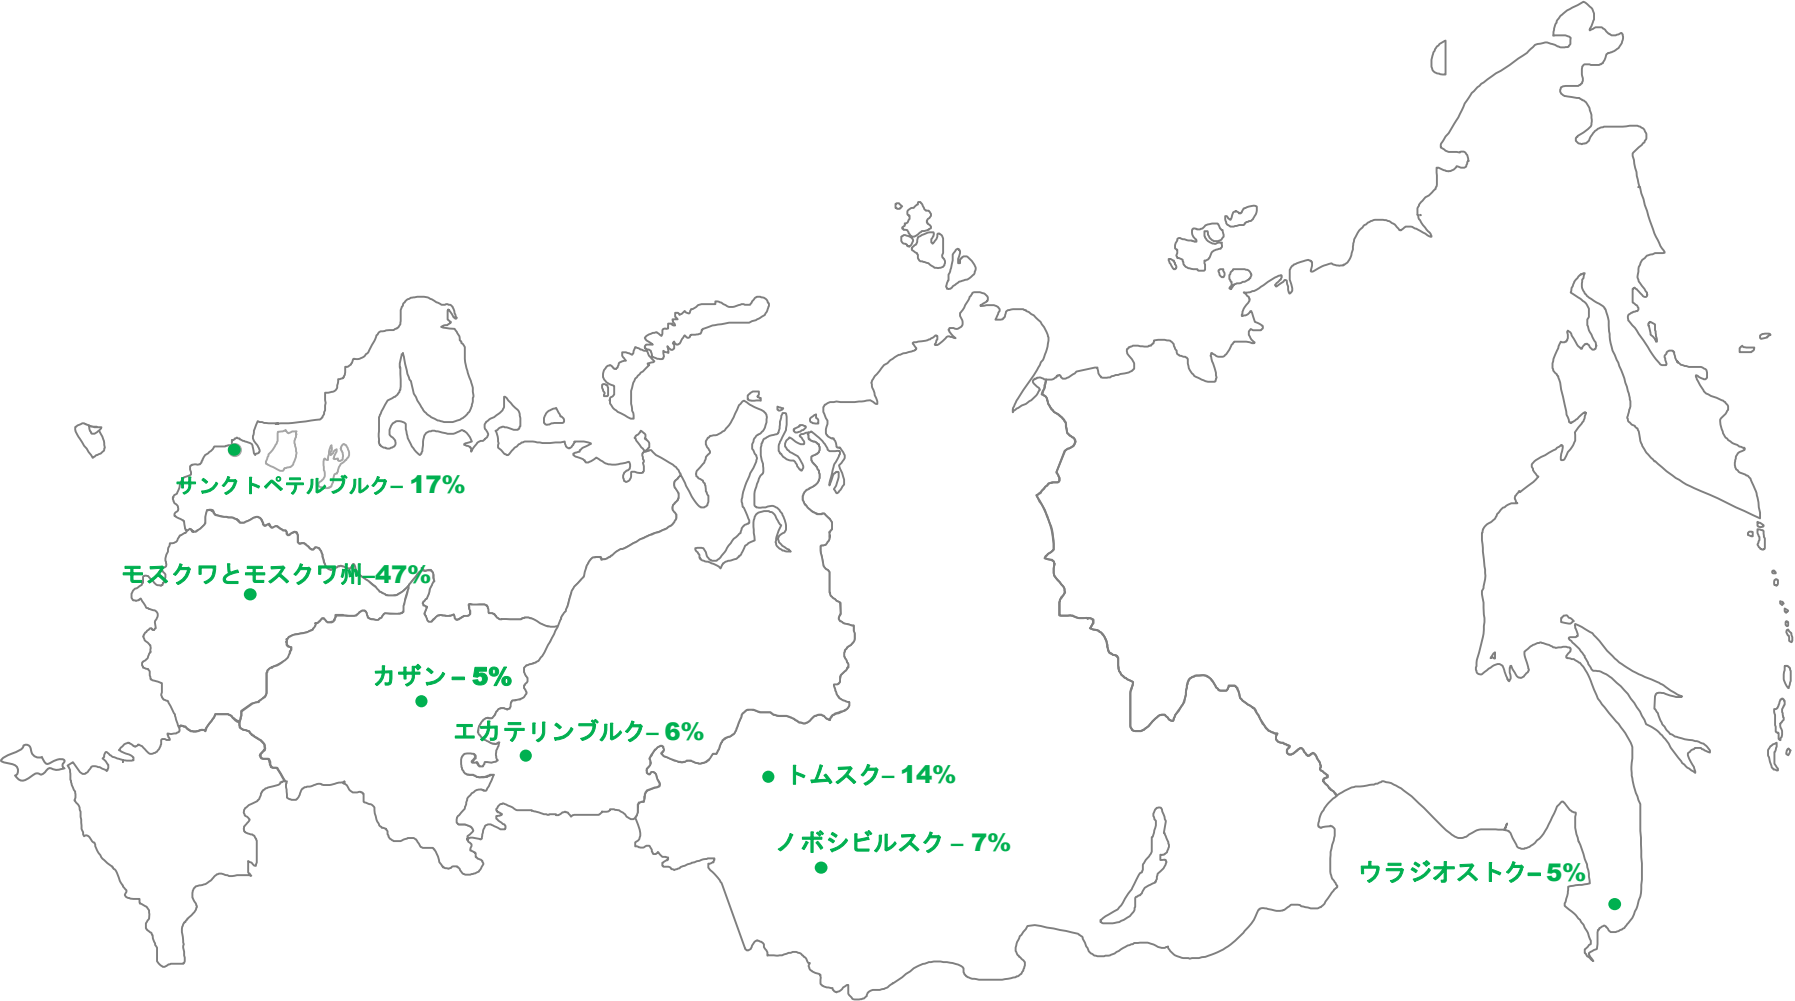 サンクトペテルブルク– 17%
モスクワとモスクワ州–47%
カザン – 5%
エカテリンブルク– 6%
トムスク– 14%
ノボシビルスク – 7%
ウラジオストク– 5%